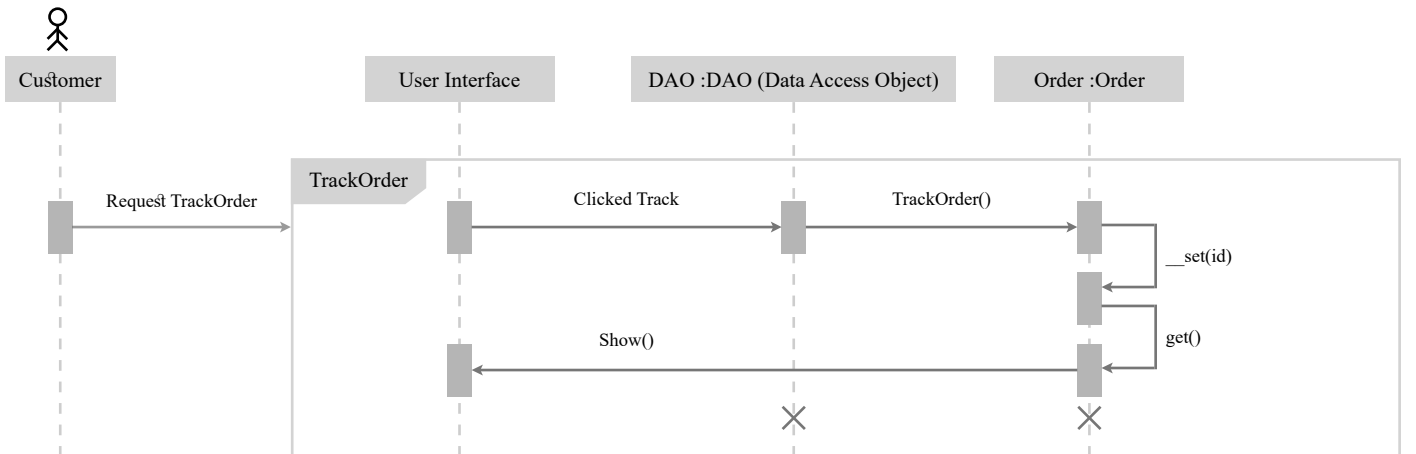 Customer
User Interface
DAO :DAO (Data Access Object)
Order :Order
TrackOrder
Request TrackOrder
Clicked Track
TrackOrder()
__set(id)
Show()
get()